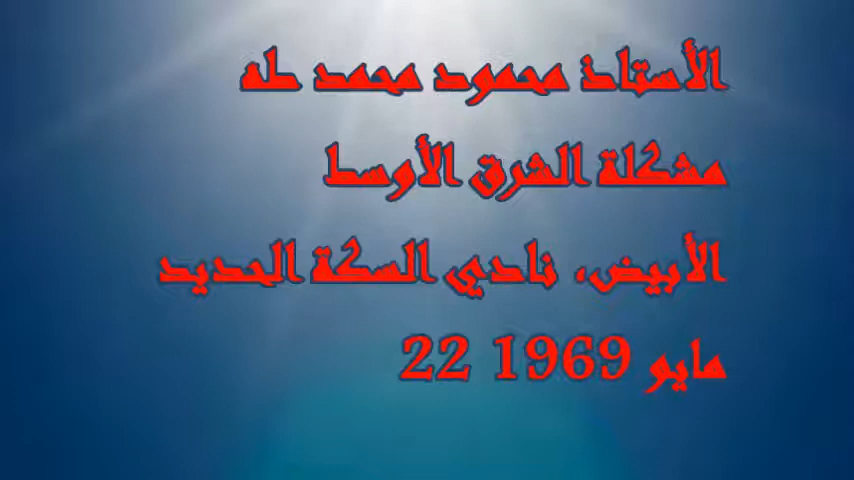 الأستاذ محمود محمد طه
مشكلة الشرق الأوسط
الأبيض، نادي السكة الحديد
مايو 1969 22